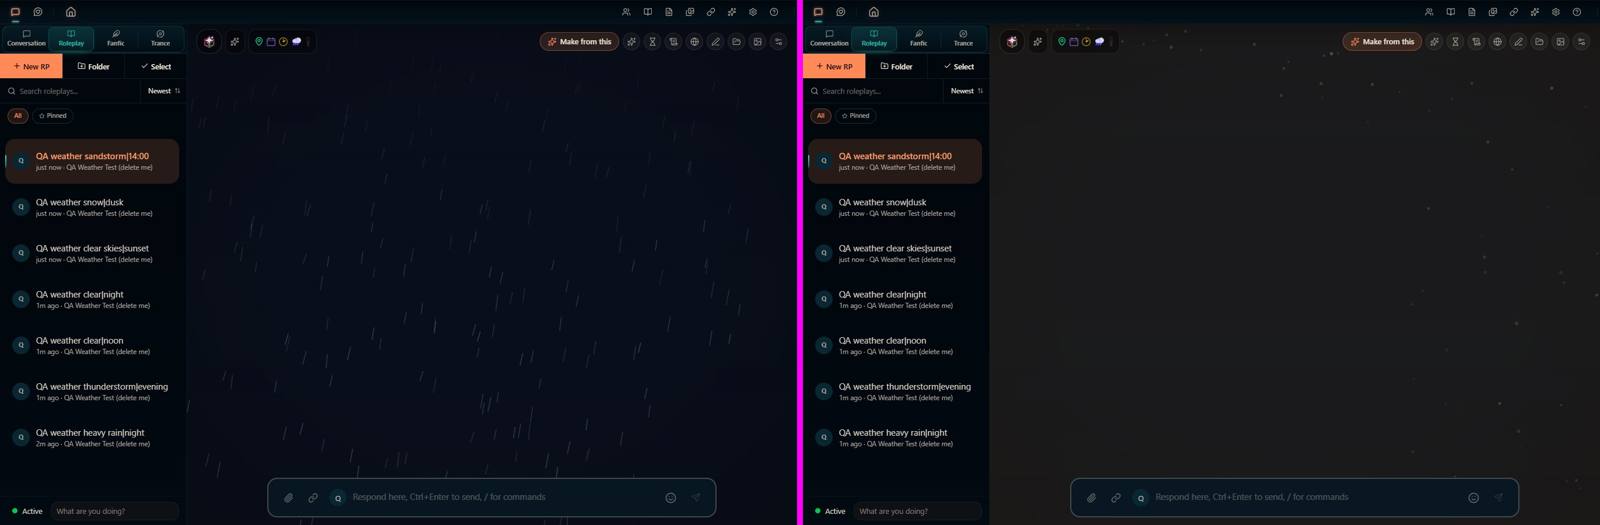 Conversation Roleplay Fanfic Trance
Make from this
+ New RP Folder Select
Search roleplays... Newest
All Pinned
Q QA weather sandstorm|14:00
just now · QA Weather Test (delete me)
Q QA weather snow|dusk
just now · QA Weather Test (delete me)
Q QA weather clear skies|sunset
just now · QA Weather Test (delete me)
Q QA weather clear|night
1m ago · QA Weather Test (delete me)
Q QA weather clear|noon
1m ago · QA Weather Test (delete me)
Q QA weather thunderstorm|evening
1m ago · QA Weather Test (delete me)
Q QA weather heavy rain|night
2m ago · QA Weather Test (delete me)
Q Respond here, Ctrl+Enter to send, / for commands
Active What are you doing?
Conversation Roleplay Fanfic Trance
Make from this
+ New RP Folder Select
Search roleplays... Newest
All Pinned
Q QA weather sandstorm|14:00
just now · QA Weather Test (delete me)
Q QA weather snow|dusk
just now · QA Weather Test (delete me)
Q QA weather clear skies|sunset
just now · QA Weather Test (delete me)
Q QA weather clear|night
1m ago · QA Weather Test (delete me)
Q QA weather clear|noon
1m ago · QA Weather Test (delete me)
Q QA weather thunderstorm|evening
1m ago · QA Weather Test (delete me)
Q QA weather heavy rain|night
2m ago · QA Weather Test (delete me)
Q Respond here, Ctrl+Enter to send, / for commands
Active What are you doing?